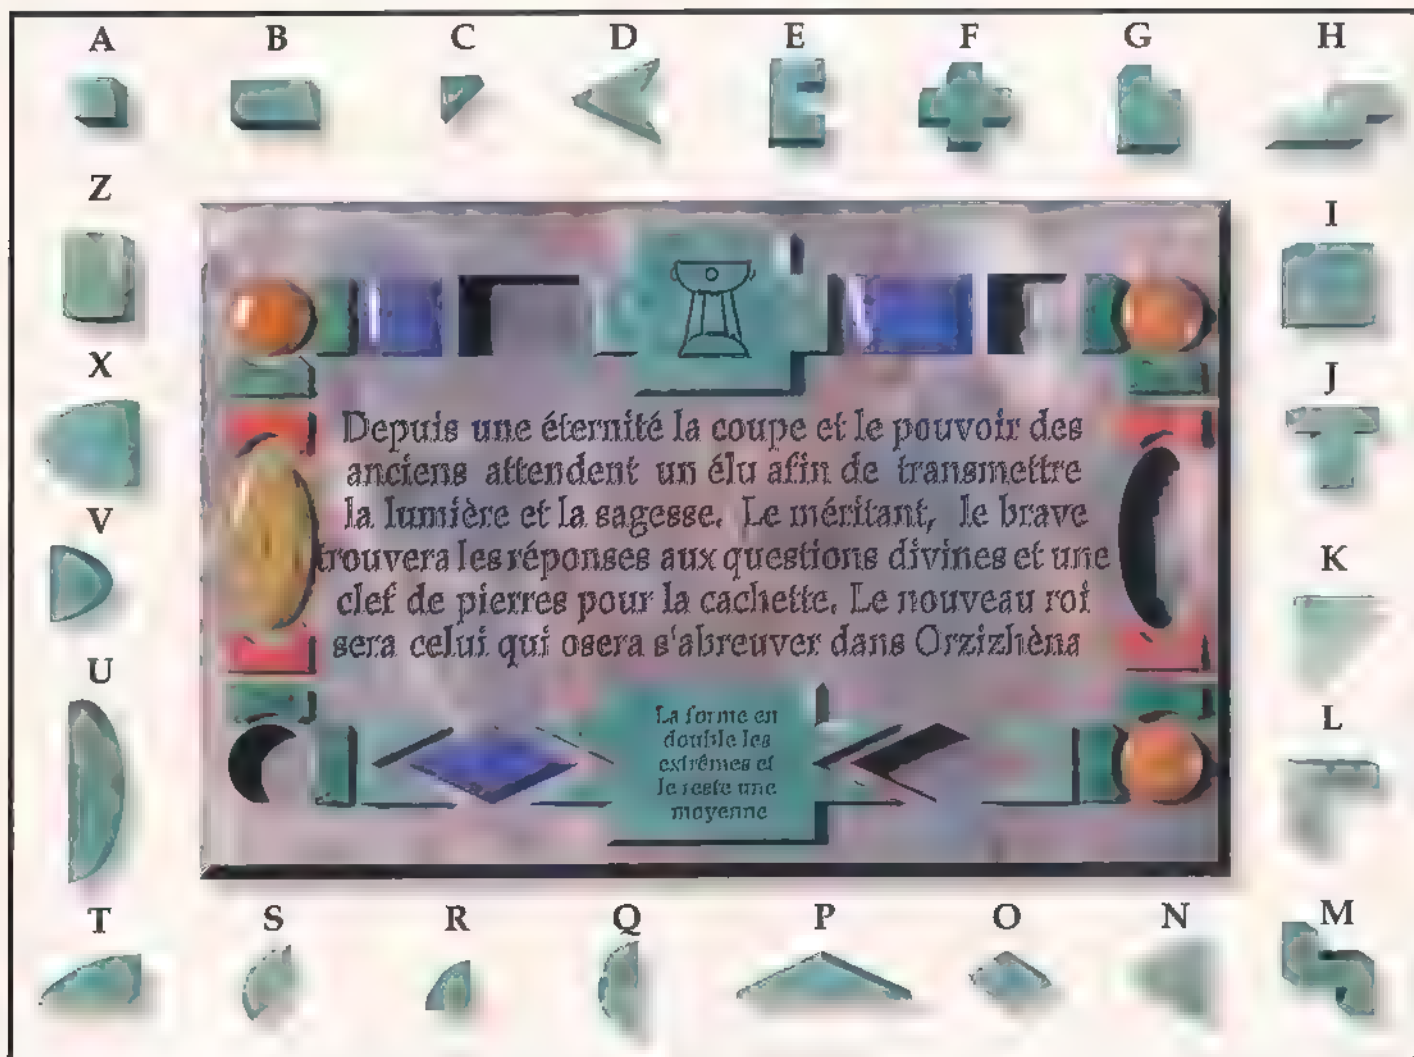 A B C D E F G H
Z
I
X
J
V
K
U
L
Depuis une éternité la coupe et le pouvoir des
anciens attendent un élu afin de transmettre
la lumière et la sagesse. Le méritant, le brave
trouvera les réponses aux questions divines et une
clef de pierres pour la cachette. Le nouveau roi
sera celui qui osera s'abreuver dans Orzizhèna
La forme en
double les
extrêmes et
le reste une
moyenne
T S R Q P O N M